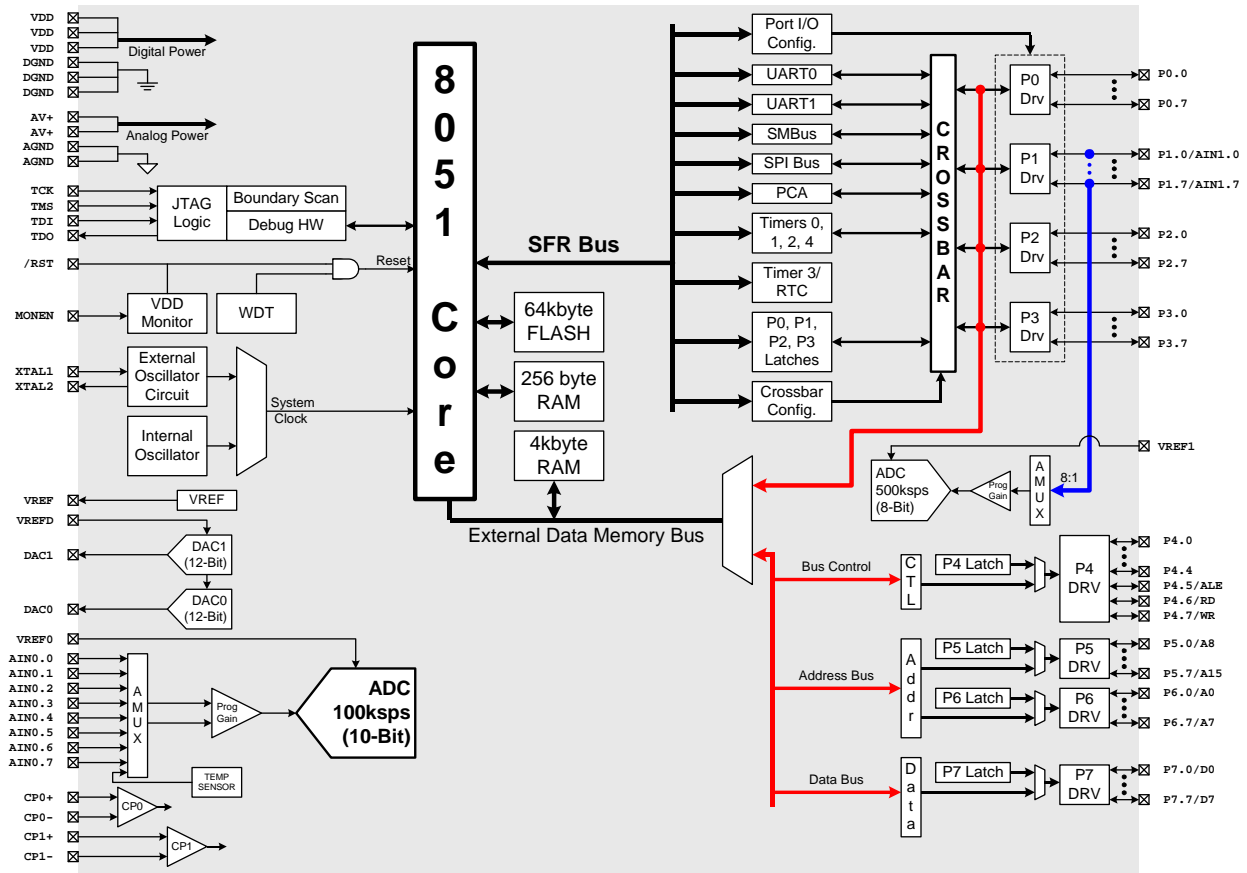 VDD
VDD
VDD
Digital Power
DGND
DGND
DGND
AV+
AV+
Analog Power
AGND
AGND
TCK
TMS
TDI
TDO
JTAG
Logic
Boundary Scan
Debug HW
/RST
Reset
MONEN
VDD
Monitor
WDT
XTAL1
XTAL2
External
Oscillator
Circuit
Internal
Oscillator
System
Clock
VREF
VREF
VREFD
DAC1
DAC1
(12-Bit)
DAC0
DAC0
(12-Bit)
VREF0
AIN0.0
AIN0.1
AIN0.2
AIN0.3
AIN0.4
AIN0.5
AIN0.6
AIN0.7
AMUX
Prog
Gain
ADC
100ksps
(10-Bit)
TEMP
SENSOR
CP0+
CP0-
CP0
CP1+
CP1-
CP1
8051 Core
SFR Bus
64kbyte
FLASH
256 byte
RAM
4kbyte
RAM
External Data Memory Bus
Port I/O
Config.
UART0
UART1
SMBus
SPI Bus
PCA
Timers 0,
1, 2, 4
Timer 3/
RTC
P0, P1,
P2, P3
Latches
Crossbar
Config.
CROSSBAR
P0
Drv
P1
Drv
P2
Drv
P3
Drv
P0.0
P0.7
P1.0/AIN1.0
P1.7/AIN1.7
P2.0
P2.7
P3.0
P3.7
VREF1
ADC
500ksps
(8-Bit)
Prog
Gain
AMUX
8:1
Bus Control
CTL
P4 Latch
P4
DRV
P4.0
P4.4
P4.5/ALE
P4.6/RD
P4.7/WR
Address Bus
Addr
P5 Latch
P5
DRV
P5.0/A8
P5.7/A15
P6 Latch
P6
DRV
P6.0/A0
P6.7/A7
Data Bus
Data
P7 Latch
P7
DRV
P7.0/D0
P7.7/D7